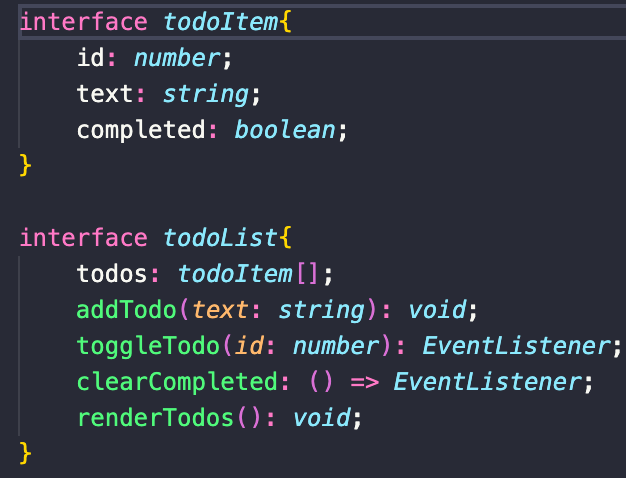 interface todoItem{
    id: number;
    text: string;
    completed: boolean;
}

interface todoList{
    todos: todoItem[];
    addTodo(text: string): void;
    toggleTodo(id: number): EventListener;
    clearCompleted: () => EventListener;
    renderTodos(): void;
}